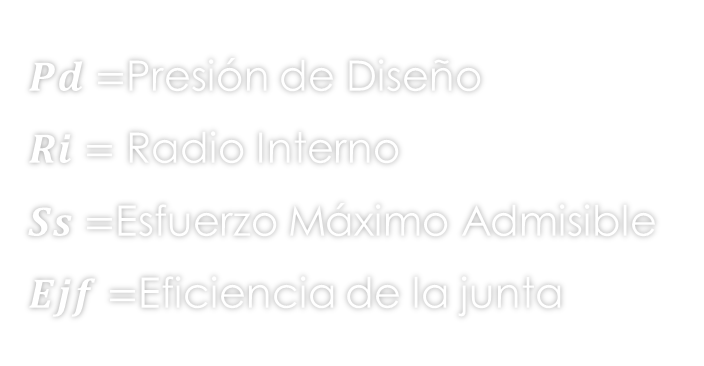 Pd =Presión de Diseño
Ri = Radio Interno
Ss =Esfuerzo Máximo Admisible
Ejf =Eficiencia de la junta